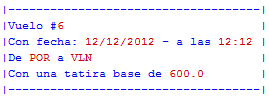 |-----------------------------------|
|Vuelo #6
|Con fecha: 12/12/2012 - a las 12:12 |
|De POR a VLN
|Con una tatira base de 600.0 |
|-----------------------------------|